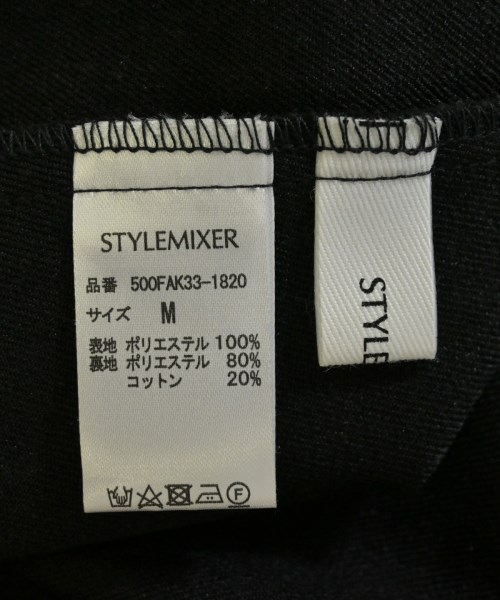 STYLEMIXER
品番 500FAK33-1820
サイズ M
表地 ポリエステル 100%
裏地 ポリエステル 80%
コットン 20%
F
STYLE